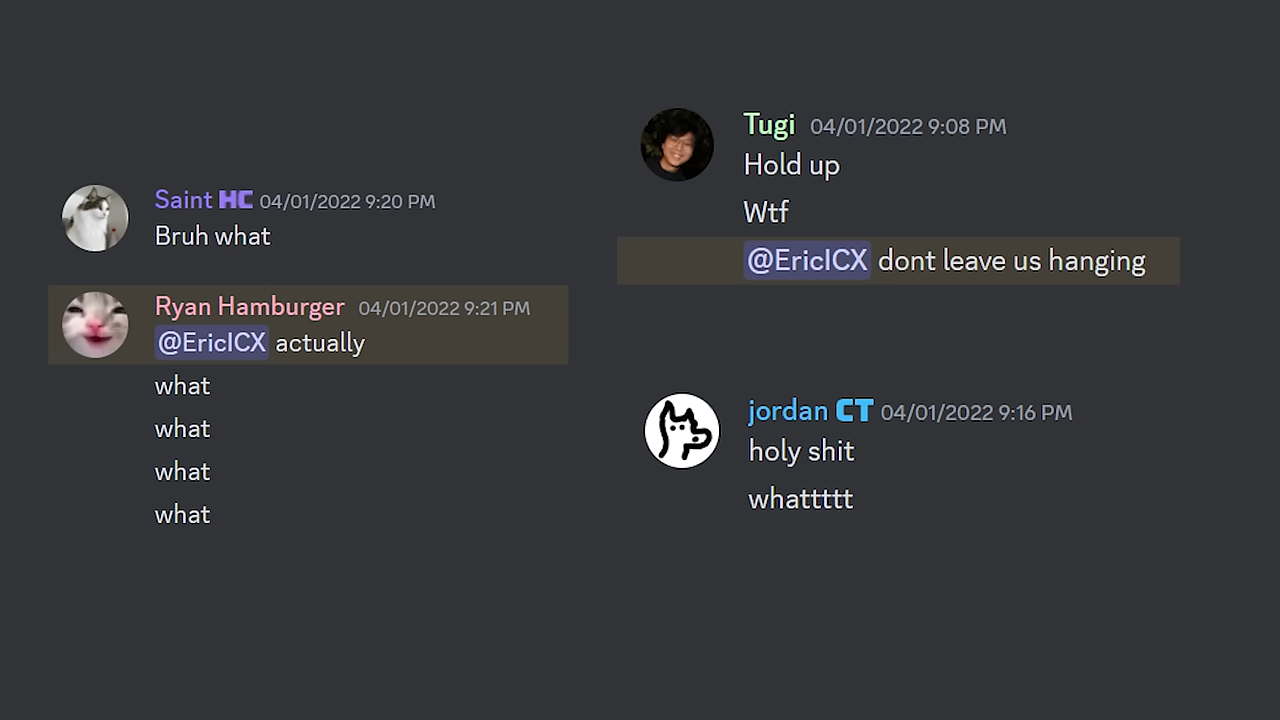 Saint HC 04/01/2022 9:20 PM
Bruh what
Ryan Hamburger 04/01/2022 9:21 PM
@EricICX actually
what
what
what
what
Tugi 04/01/2022 9:08 PM
Hold up
Wtf
@EricICX dont leave us hanging
jordan CT 04/01/2022 9:16 PM
holy shit
whattttt